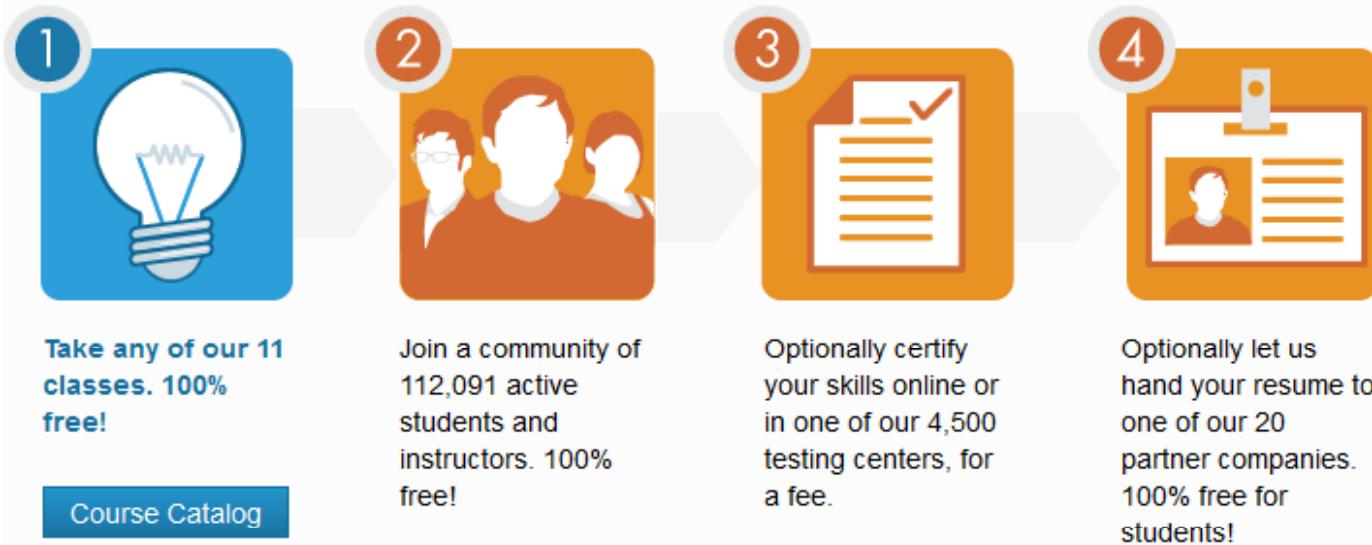 1
Take any of our 11
classes. 100%
free!
Course Catalog
2
Join a community of
112,091 active
students and
instructors. 100%
free!
3
Optionally certify
your skills online or
in one of our 4,500
testing centers, for
a fee.
4
Optionally let us
hand your resume to
one of our 20
partner companies.
100% free for
students!